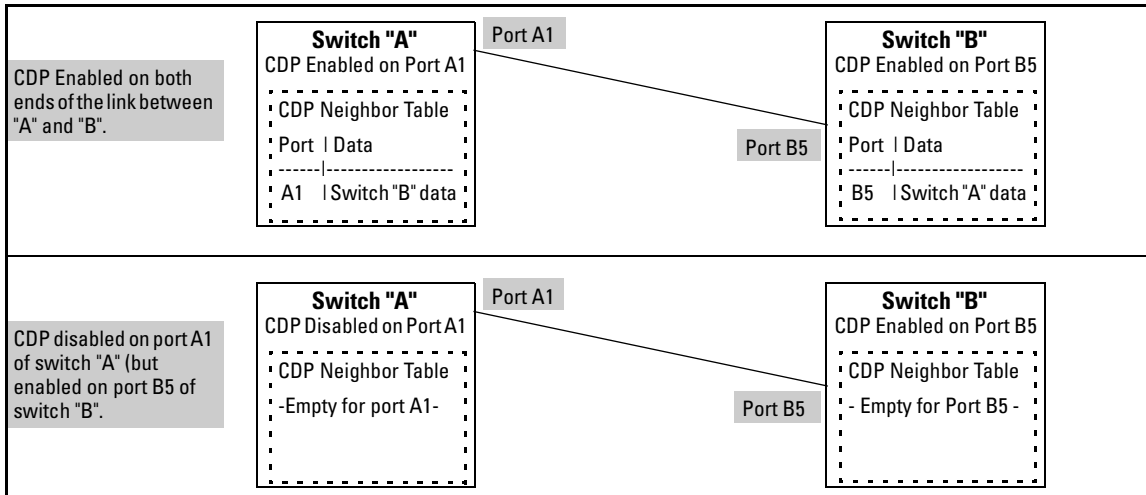 CDP Enabled on both
ends of the link between
"A" and "B".
Switch "A"
CDP Enabled on Port A1
CDP Neighbor Table
Port | Data
------|------------------
A1 | Switch "B" data
Port A1
Port B5
Switch "B"
CDP Enabled on Port B5
CDP Neighbor Table
Port | Data
------|------------------
B5 | Switch "A" data
CDP disabled on port A1
of switch "A" (but
enabled on port B5 of
switch "B".
Switch "A"
CDP Disabled on Port A1
CDP Neighbor Table
-Empty for port A1-
Port A1
Port B5
Switch "B"
CDP Enabled on Port B5
CDP Neighbor Table
- Empty for Port B5 -